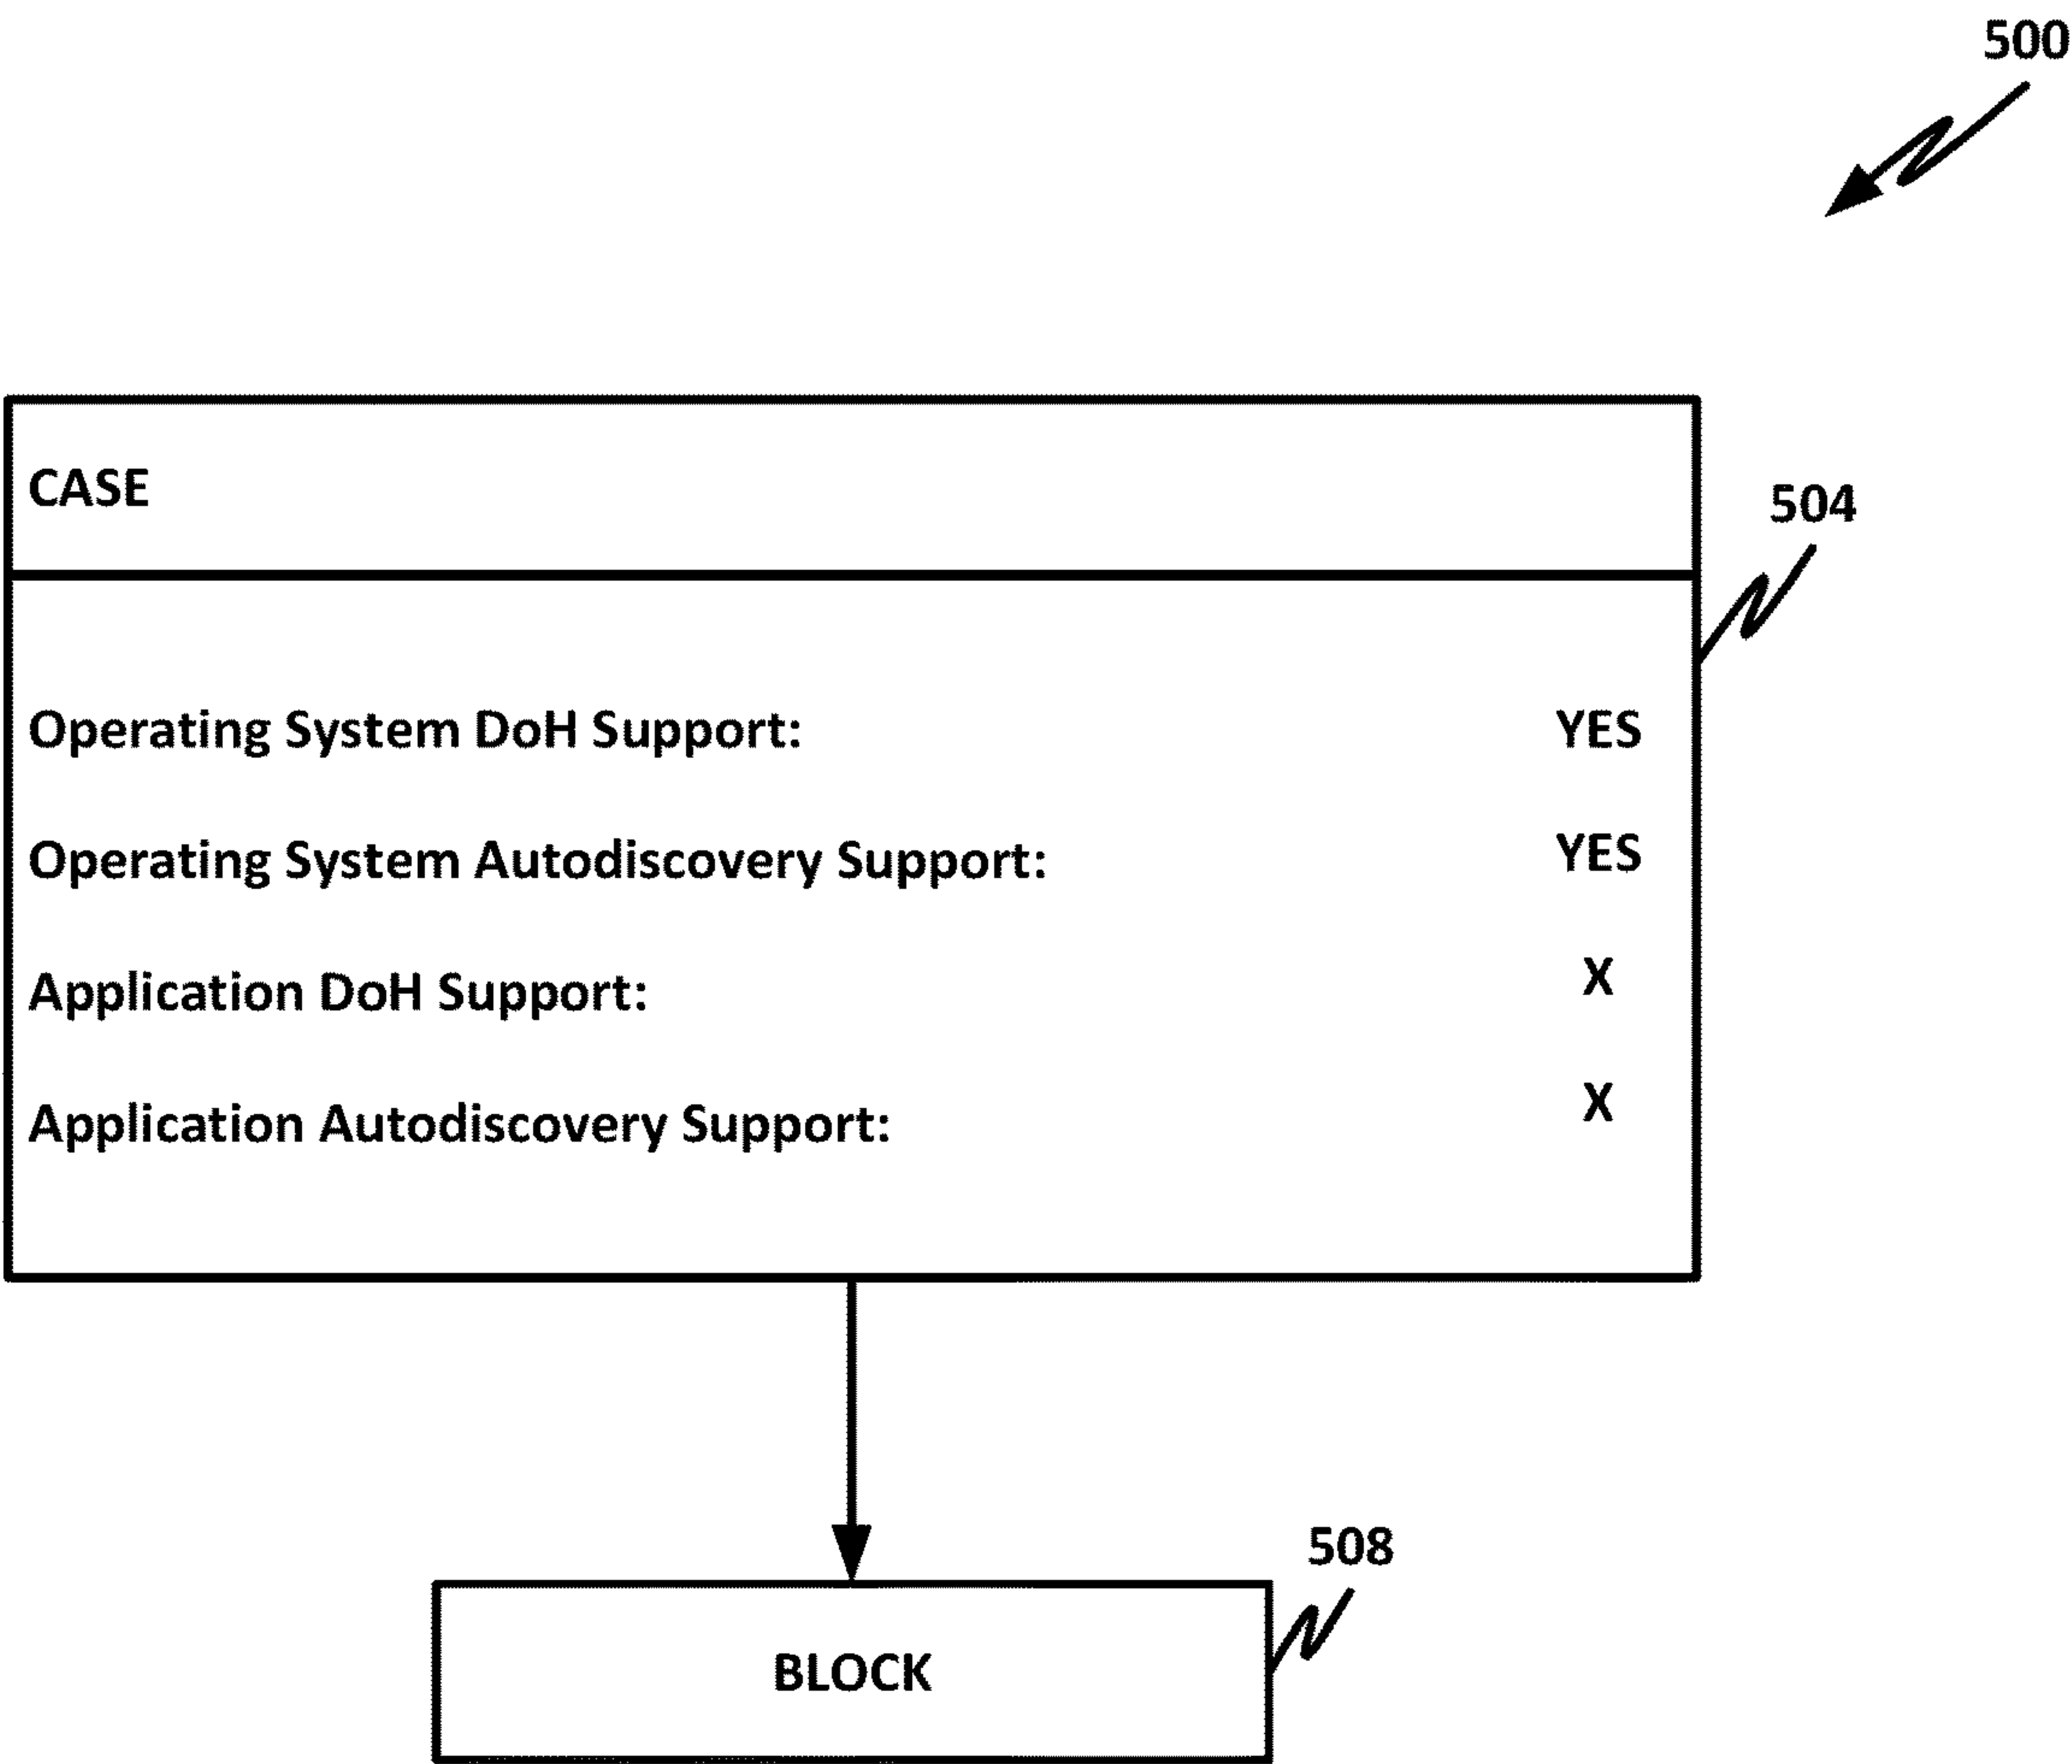 500
CASE
504
Operating System DoH Support: YES
Operating System Autodiscovery Support: YES
Application DoH Support: X
Application Autodiscovery Support: X
508
BLOCK